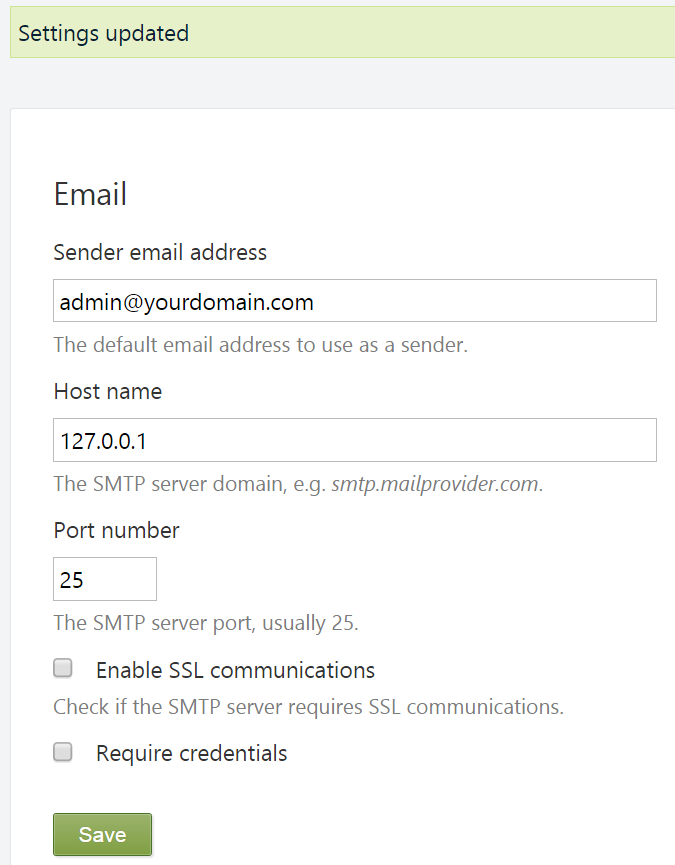 Settings updated
Email
Sender email address
admin@yourdomain.com
The default email address to use as a sender.
Host name
127.0.0.1
The SMTP server domain, e.g. smtp.mailprovider.com.
Port number
25
The SMTP server port, usually 25.
Enable SSL communications
Check if the SMTP server requires SSL communications.
Require credentials
Save